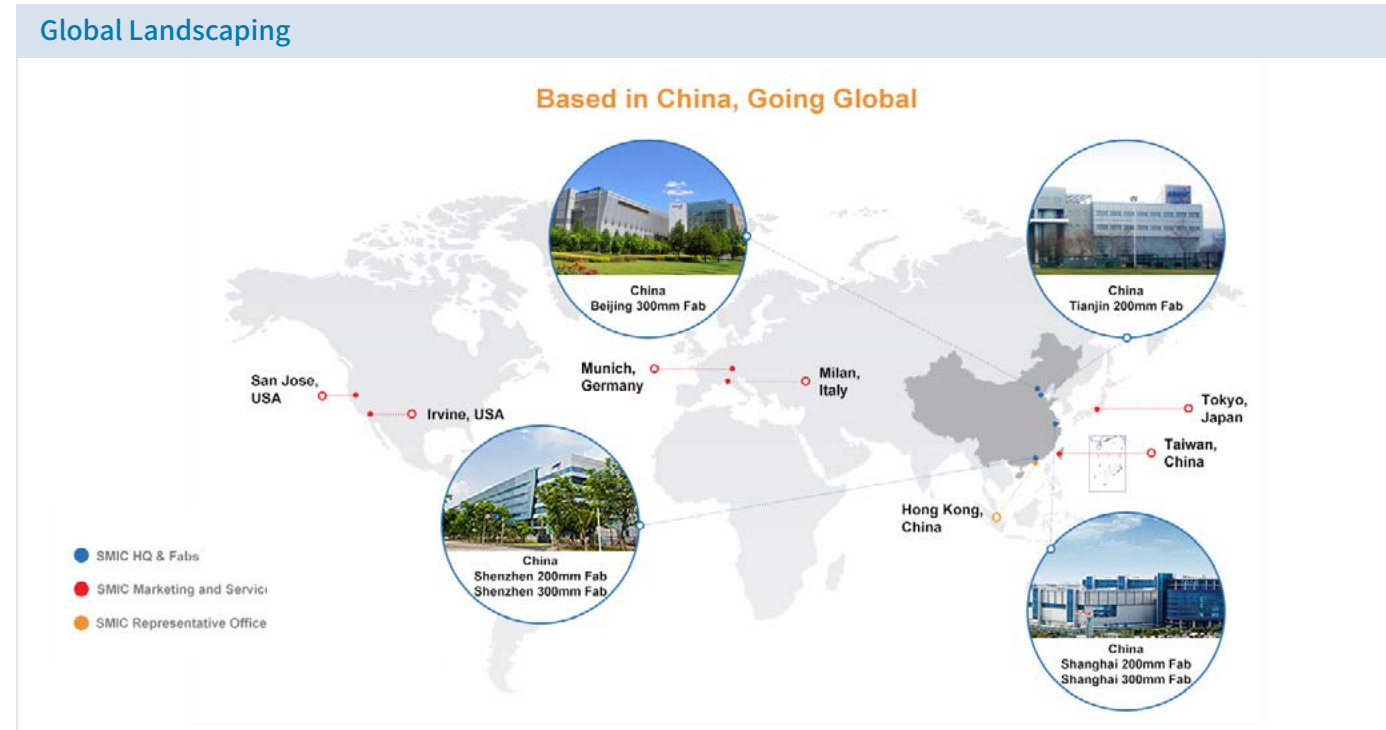 Global Landscaping
Based in China, Going Global
China
Beijing 300mm Fab
China
Tianjin 200mm Fab
San Jose,
USA
Irvine, USA
Munich,
Germany
Milan,
Italy
Tokyo,
Japan
Taiwan,
China
Hong Kong,
China
China
Shenzhen 200mm Fab
Shenzhen 300mm Fab
China
Shanghai 200mm Fab
Shanghai 300mm Fab
SMIC HQ & Fabs
SMIC Marketing and Servic
SMIC Representative Office